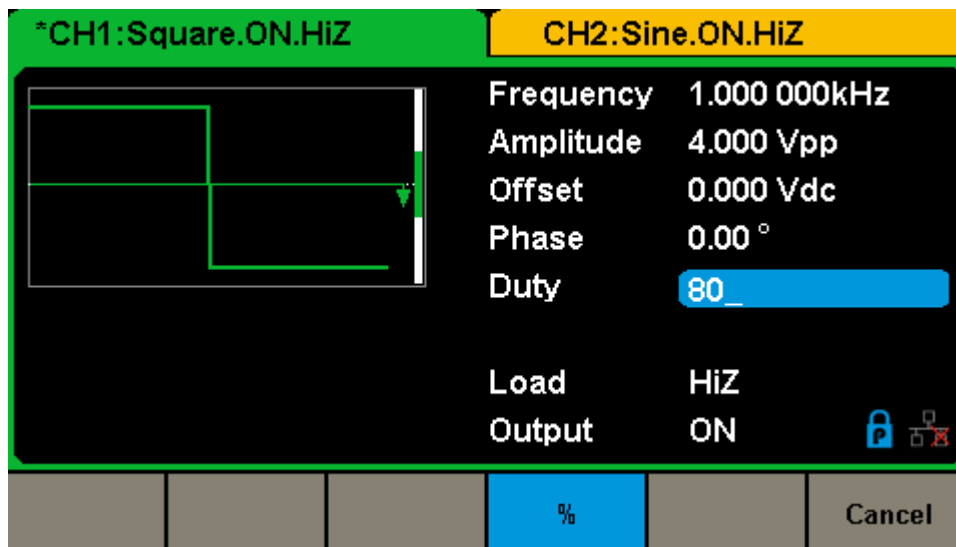 *CH1:Square.ON.HiZ CH2:Sine.ON.HiZ
Frequency 1.000 000kHz
Amplitude 4.000 Vpp
Offset 0.000 Vdc
Phase 0.00 °
Duty 80_
Load HiZ
Output ON P
% Cancel